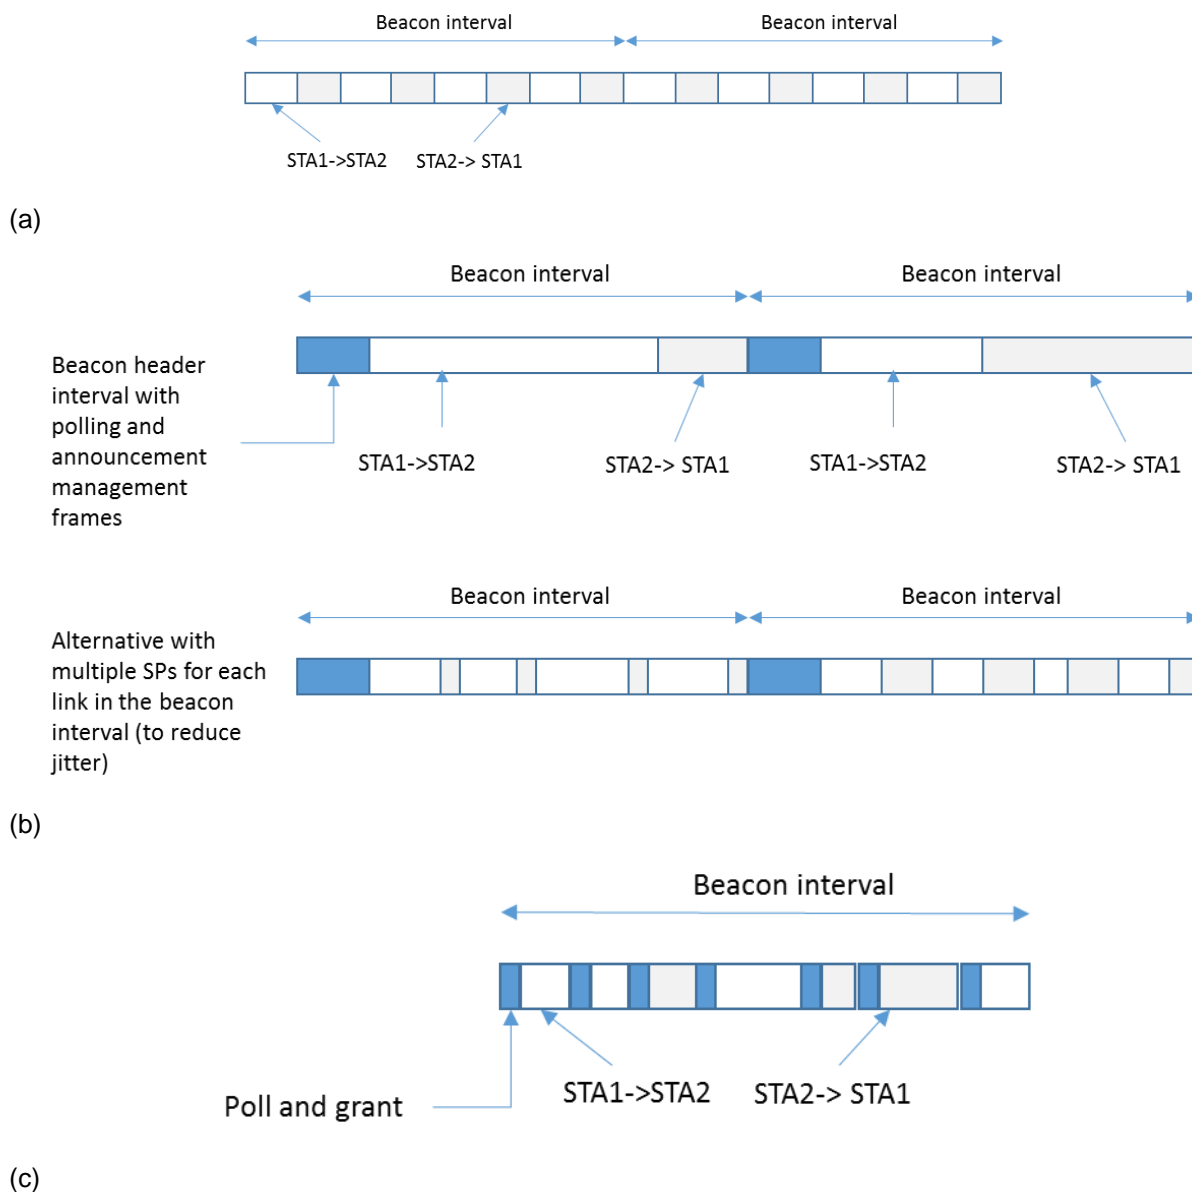 Beacon interval Beacon interval
STA1->STA2 STA2-> STA1
(a)
Beacon interval Beacon interval
Beacon header
interval with
polling and
announcement
management
frames
STA1->STA2 STA2-> STA1 STA1->STA2 STA2-> STA1
Beacon interval Beacon interval
Alternative with
multiple SPs for each
link in the beacon
interval (to reduce
jitter)
(b)
Beacon interval
STA1->STA2 STA2-> STA1
Poll and grant
(c)